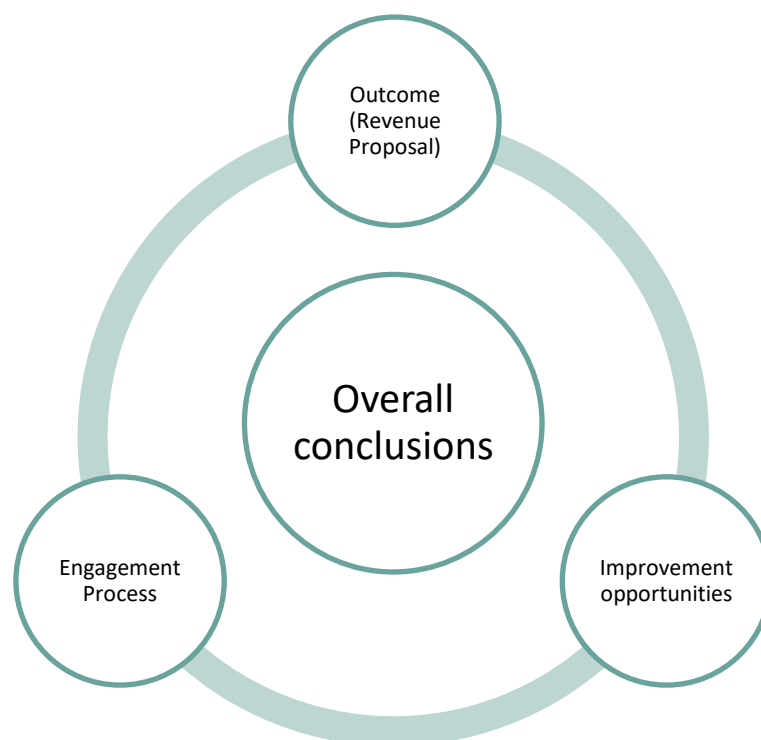 Outcome
(Revenue
Proposal)
Overall
conclusions
Engagement
Process
Improvement
opportunities